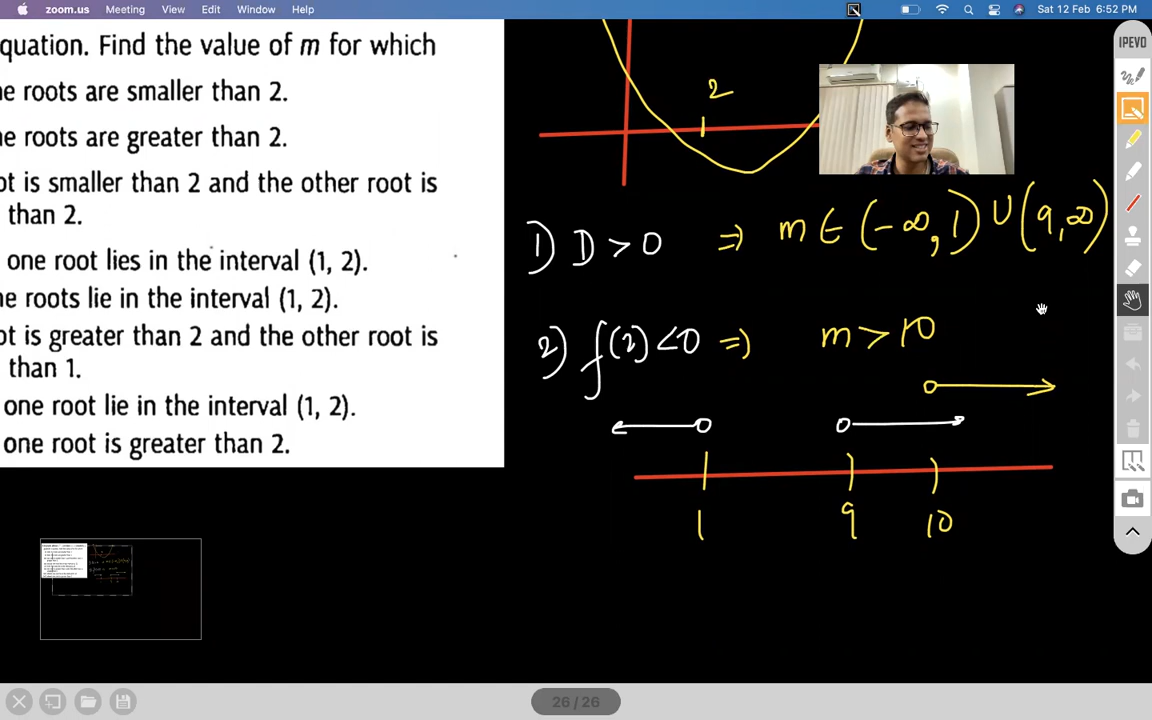 zoom.us Meeting View Edit Window Help Sat 12 Feb 6:52 PM
quation. Find the value of m for which
e roots are smaller than 2.
e roots are greater than 2.
ot is smaller than 2 and the other root is
than 2.
one root lies in the interval (1, 2).
e roots lie in the interval (1, 2).
ot is greater than 2 and the other root is
than 1.
one root lie in the interval (1, 2).
one root is greater than 2.
2
1) D > 0 ⇒ m ∈ (-∞, 1) ∪ (9, ∞)
2) f(2) < 0 ⇒ m > 10
1 9 10
IPEVO
26 / 26